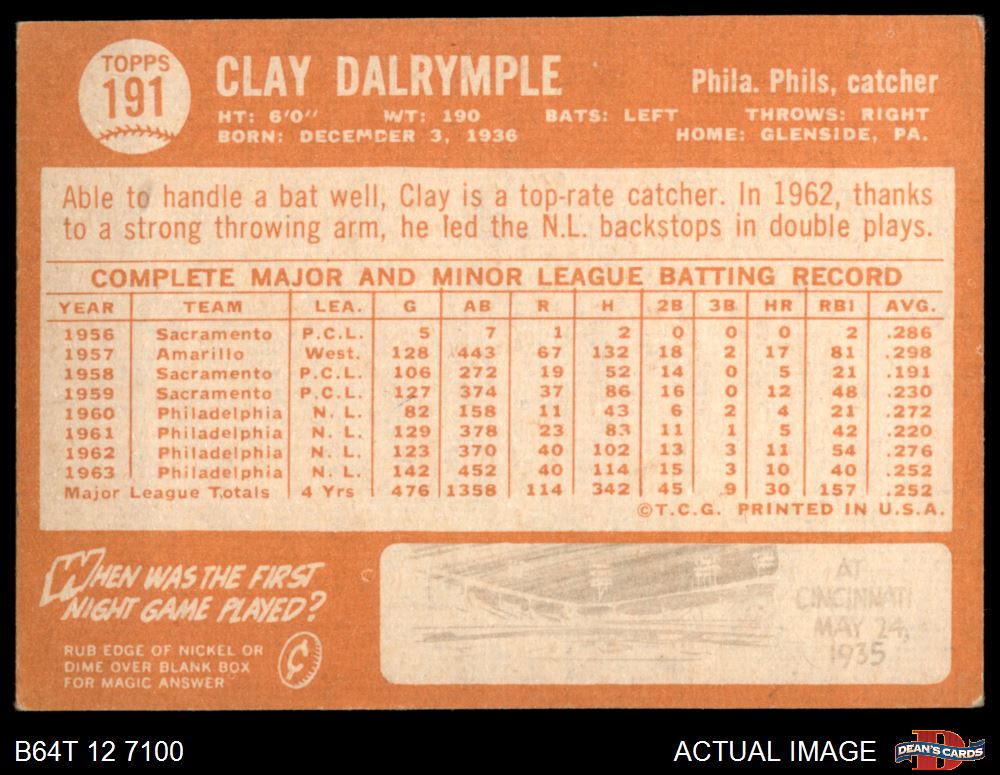 TOPPS
191
CLAY DALRYMPLE
Phila. Phils, catcher
HT: 6'0" WT: 190 BATS: LEFT THROWS: RIGHT
BORN: DECEMBER 3, 1936 HOME: GLENSIDE, PA.
Able to handle a bat well, Clay is a top-rate catcher. In 1962, thanks
to a strong throwing arm, he led the N.L. backstops in double plays.
COMPLETE MAJOR AND MINOR LEAGUE BATTING RECORD
YEAR TEAM LEA. G AB R H 2B 3B HR RBI AVG.
1956 Sacramento P.C.L. 5 7 1 2 0 0 0 2 .286
1957 Amarillo West. 128 443 67 132 18 2 17 81 .298
1958 Sacramento P.C.L. 106 272 19 52 14 0 5 21 .191
1959 Sacramento P.C.L. 127 374 37 86 16 0 12 48 .230
1960 Philadelphia N. L. 82 158 11 43 6 2 4 21 .272
1961 Philadelphia N. L. 129 378 23 83 11 1 5 42 .220
1962 Philadelphia N. L. 123 370 40 102 13 3 11 54 .276
1963 Philadelphia N. L. 142 452 40 114 15 3 10 40 .252
Major League Totals 4 Yrs 476 1358 114 342 45 9 30 157 .252
©T.C.G. PRINTED IN U.S.A.
WHEN WAS THE FIRST
NIGHT GAME PLAYED?
RUB EDGE OF NICKEL OR
DIME OVER BLANK BOX
FOR MAGIC ANSWER
¢
AT
CINCINNATI
MAY 24,
1935
B64T 12 7100
ACTUAL IMAGE
D
DEAN'S CARDS